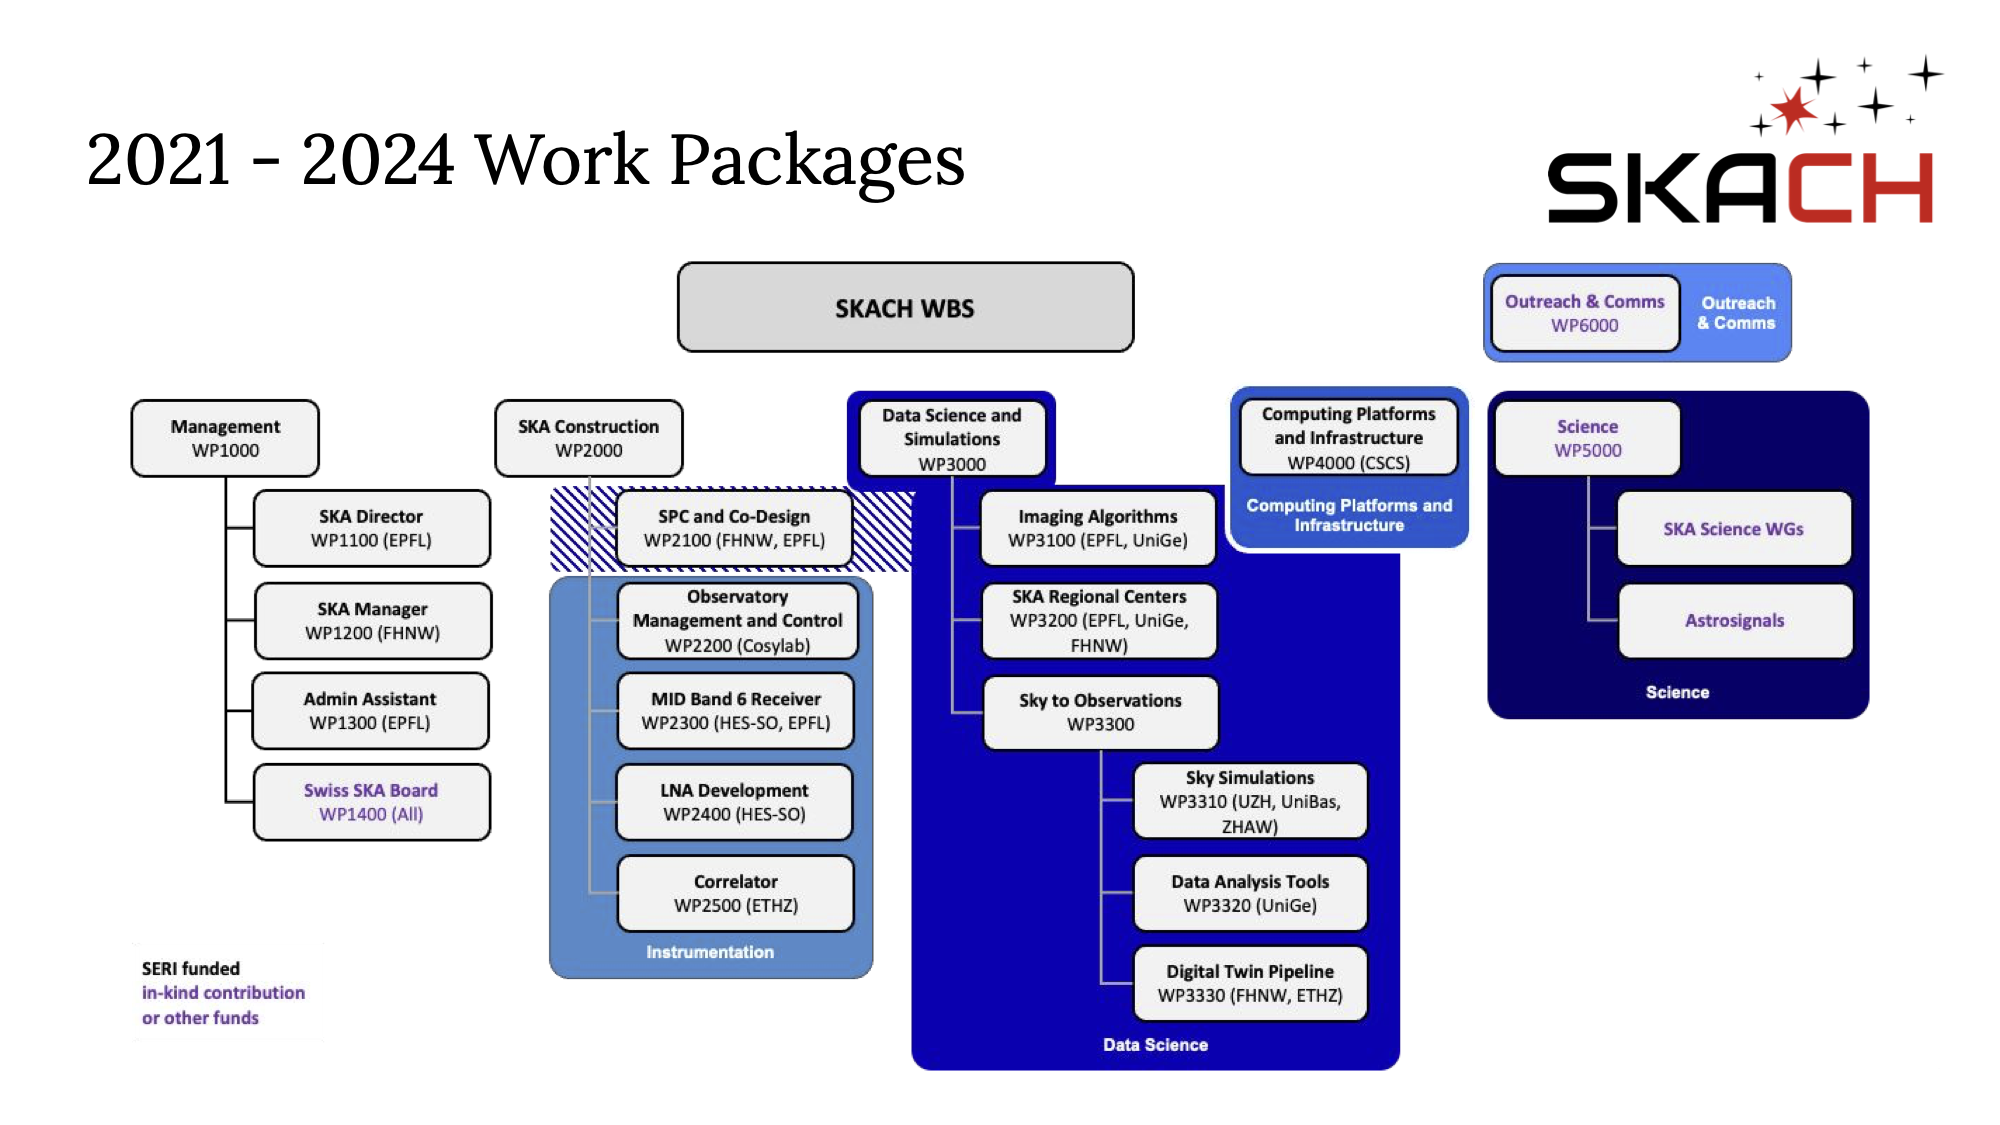 2021 - 2024 Work Packages
SKACH
SKACH WBS
Outreach & Comms
WP6000
Outreach
& Comms
Management
WP1000
SKA Director
WP1100 (EPFL)
SKA Manager
WP1200 (FHNW)
Admin Assistant
WP1300 (EPFL)
Swiss SKA Board
WP1400 (All)
SKA Construction
WP2000
SPC and Co-Design
WP2100 (FHNW, EPFL)
Observatory
Management and Control
WP2200 (Cosylab)
MID Band 6 Receiver
WP2300 (HES-SO, EPFL)
LNA Development
WP2400 (HES-SO)
Correlator
WP2500 (ETHZ)
Instrumentation
Data Science and
Simulations
WP3000
Imaging Algorithms
WP3100 (EPFL, UniGe)
SKA Regional Centers
WP3200 (EPFL, UniGe,
FHNW)
Sky to Observations
WP3300
Sky Simulations
WP3310 (UZH, UniBas,
ZHAW)
Data Analysis Tools
WP3320 (UniGe)
Digital Twin Pipeline
WP3330 (FHNW, ETHZ)
Data Science
Computing Platforms
and Infrastructure
WP4000 (CSCS)
Computing Platforms and
Infrastructure
Science
WP5000
SKA Science WGs
Astrosignals
Science
SERI funded
in-kind contribution
or other funds